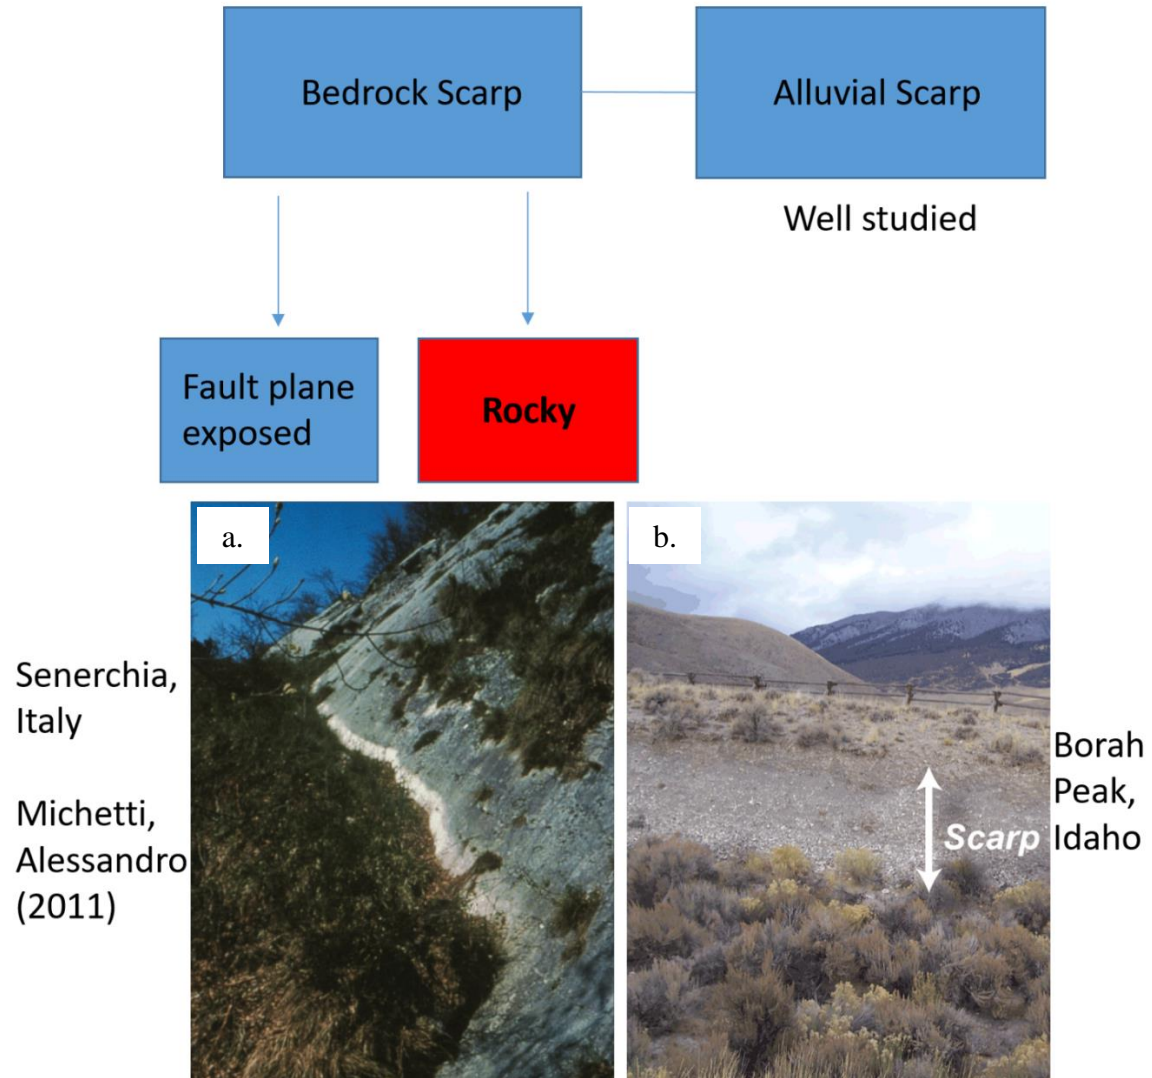 Bedrock Scarp
Alluvial Scarp
Well studied
Fault plane
exposed
Rocky
a.
b.
Senerchia,
Italy
Michetti,
Alessandro
(2011)
Scarp
Borah
Peak,
Idaho